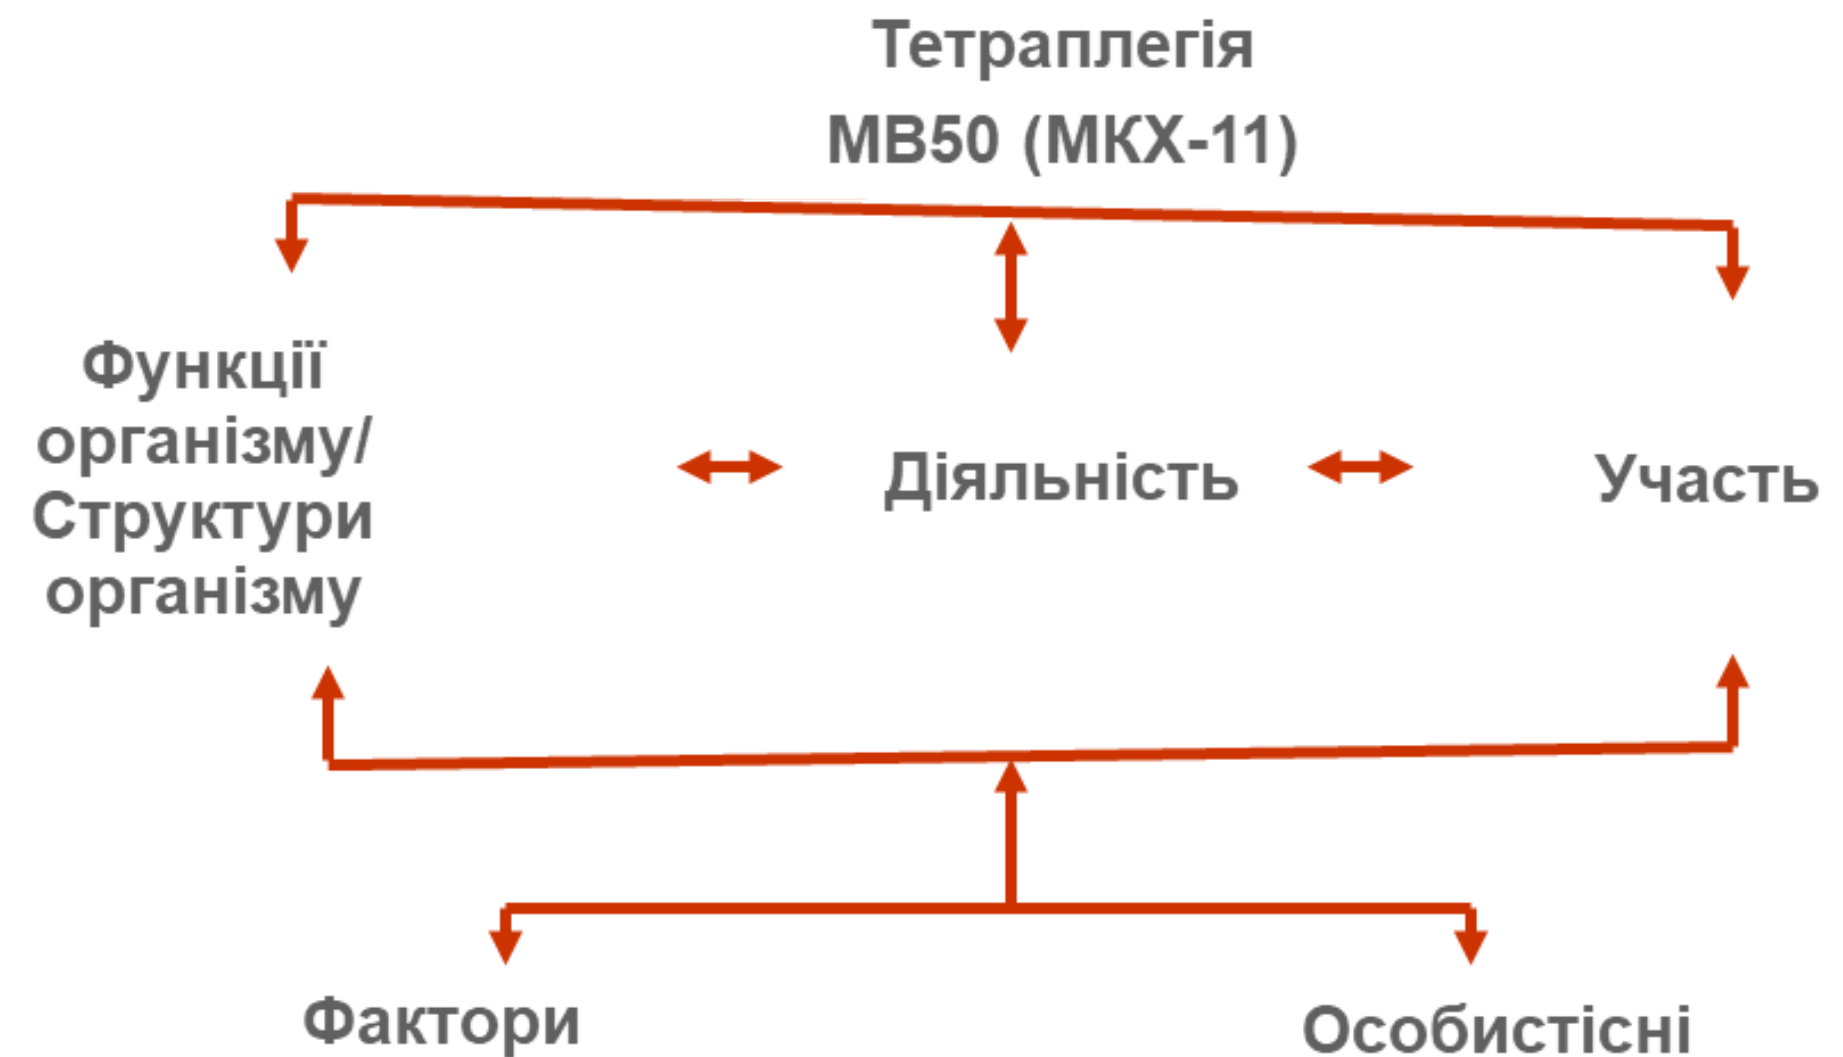 Тетраплегія
MB50 (МКХ-11)
Функції
організму/
Структури
організму
Діяльність
Участь
Фактори
Особистісні